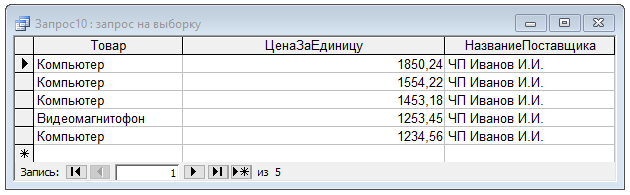 Запрос10 : запрос на выборку
Товар ЦенаЗаЕдиницу НазваниеПоставщика
Компьютер 1850,24 ЧП Иванов И.И.
Компьютер 1554,22 ЧП Иванов И.И.
Компьютер 1453,18 ЧП Иванов И.И.
Видеомагнитофон 1253,45 ЧП Иванов И.И.
Компьютер 1234,56 ЧП Иванов И.И.
Запись: 1 из 5